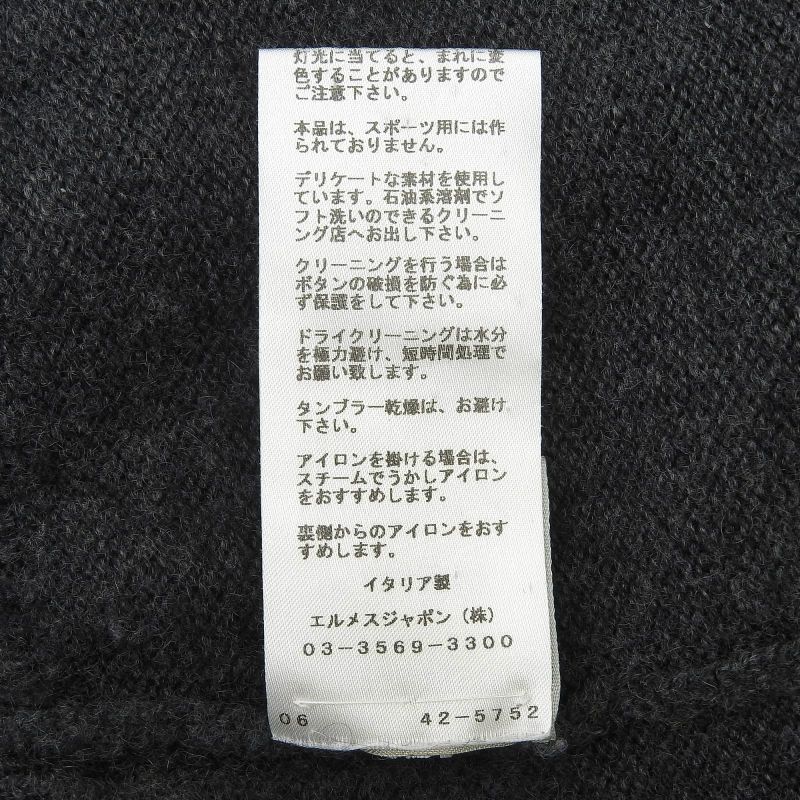 灯光に当てると、まれに変
色することがありますので
ご注意下さい。
本品は、スポーツ用には作
られておりません。
デリケートな素材を使用し
ています。石油系溶剤でソ
フト洗いのできるクリーニ
ング店へお出し下さい。
クリーニングを行う場合は
ボタンの破損を防ぐ為に必
ず保護をして下さい。
ドライクリーニングは水分
を極力避け、短時間処理で
お願い致します。
タンブラー乾燥は、お避け
下さい。
アイロンを掛ける場合は、
スチームでうかしアイロン
をおすすめします。
裏側からのアイロンをおす
すめします。
イタリア製
エルメスジャポン（株）
03-3569-3300
06 42-5752